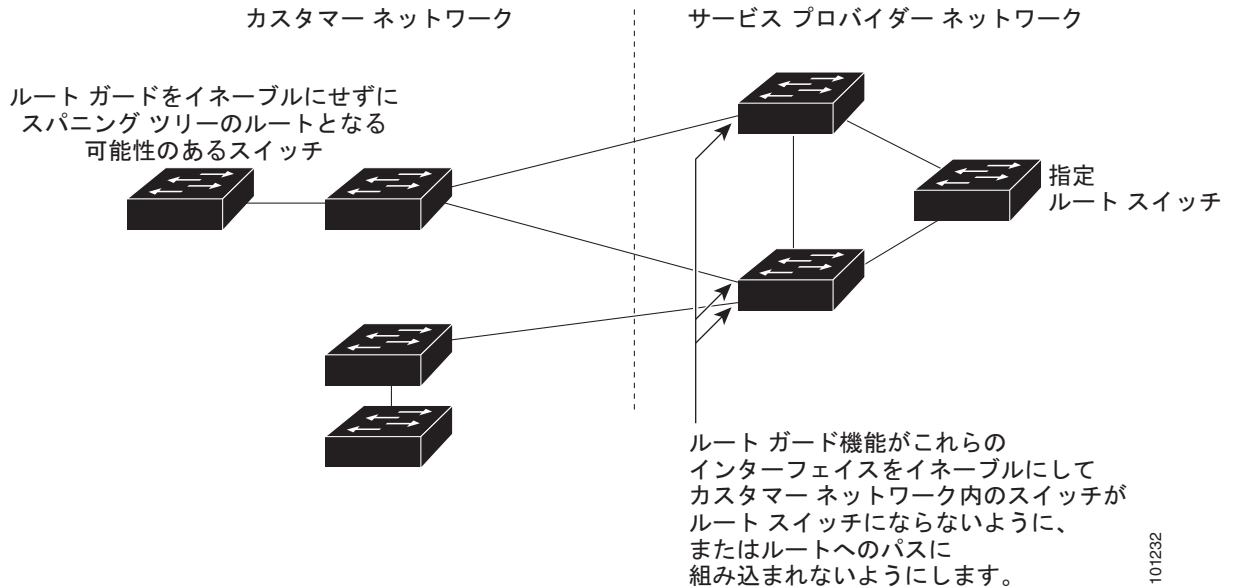 カスタマー ネットワーク
サービス プロバイダー ネットワーク
ルート ガードをイネーブルにせずに
スパニング ツリーのルートとなる
可能性のあるスイッチ
指定
ルート スイッチ
ルート ガード機能がこれらの
インターフェイスをイネーブルにして
カスタマー ネットワーク内のスイッチが
ルート スイッチにならないように、
またはルートへのパスに
組み込まれないようにします。
101232